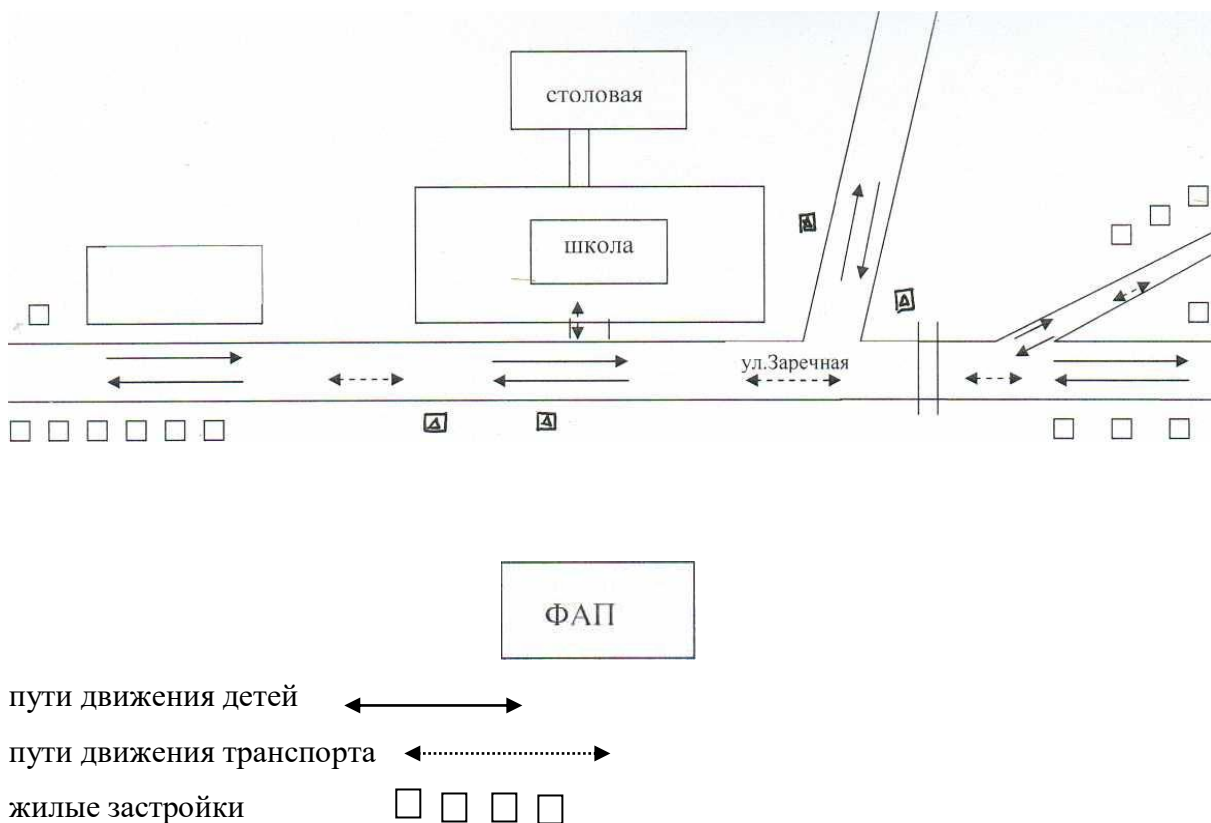 столовая
школа
ул.Заречная
ФАП
пути движения детей
пути движения транспорта
жилые застройки